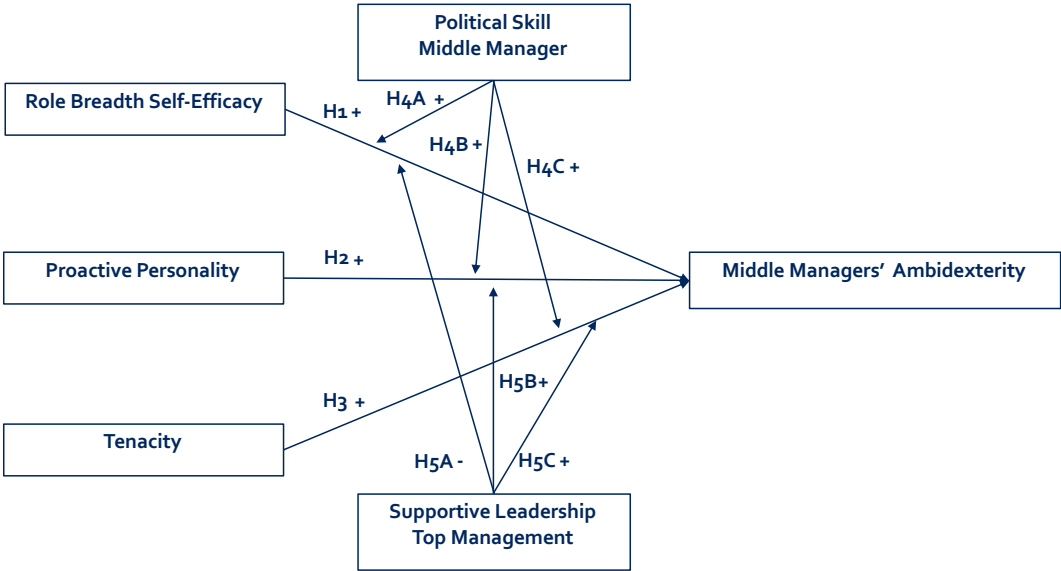 Political Skill
Middle Manager
Role Breadth Self-Efficacy
H1 +
H4A +
H4B +
H4C +
Proactive Personality
H2 +
Middle Managers’ Ambidexterity
H3 +
H5B+
Tenacity
H5A -
H5C +
Supportive Leadership
Top Management